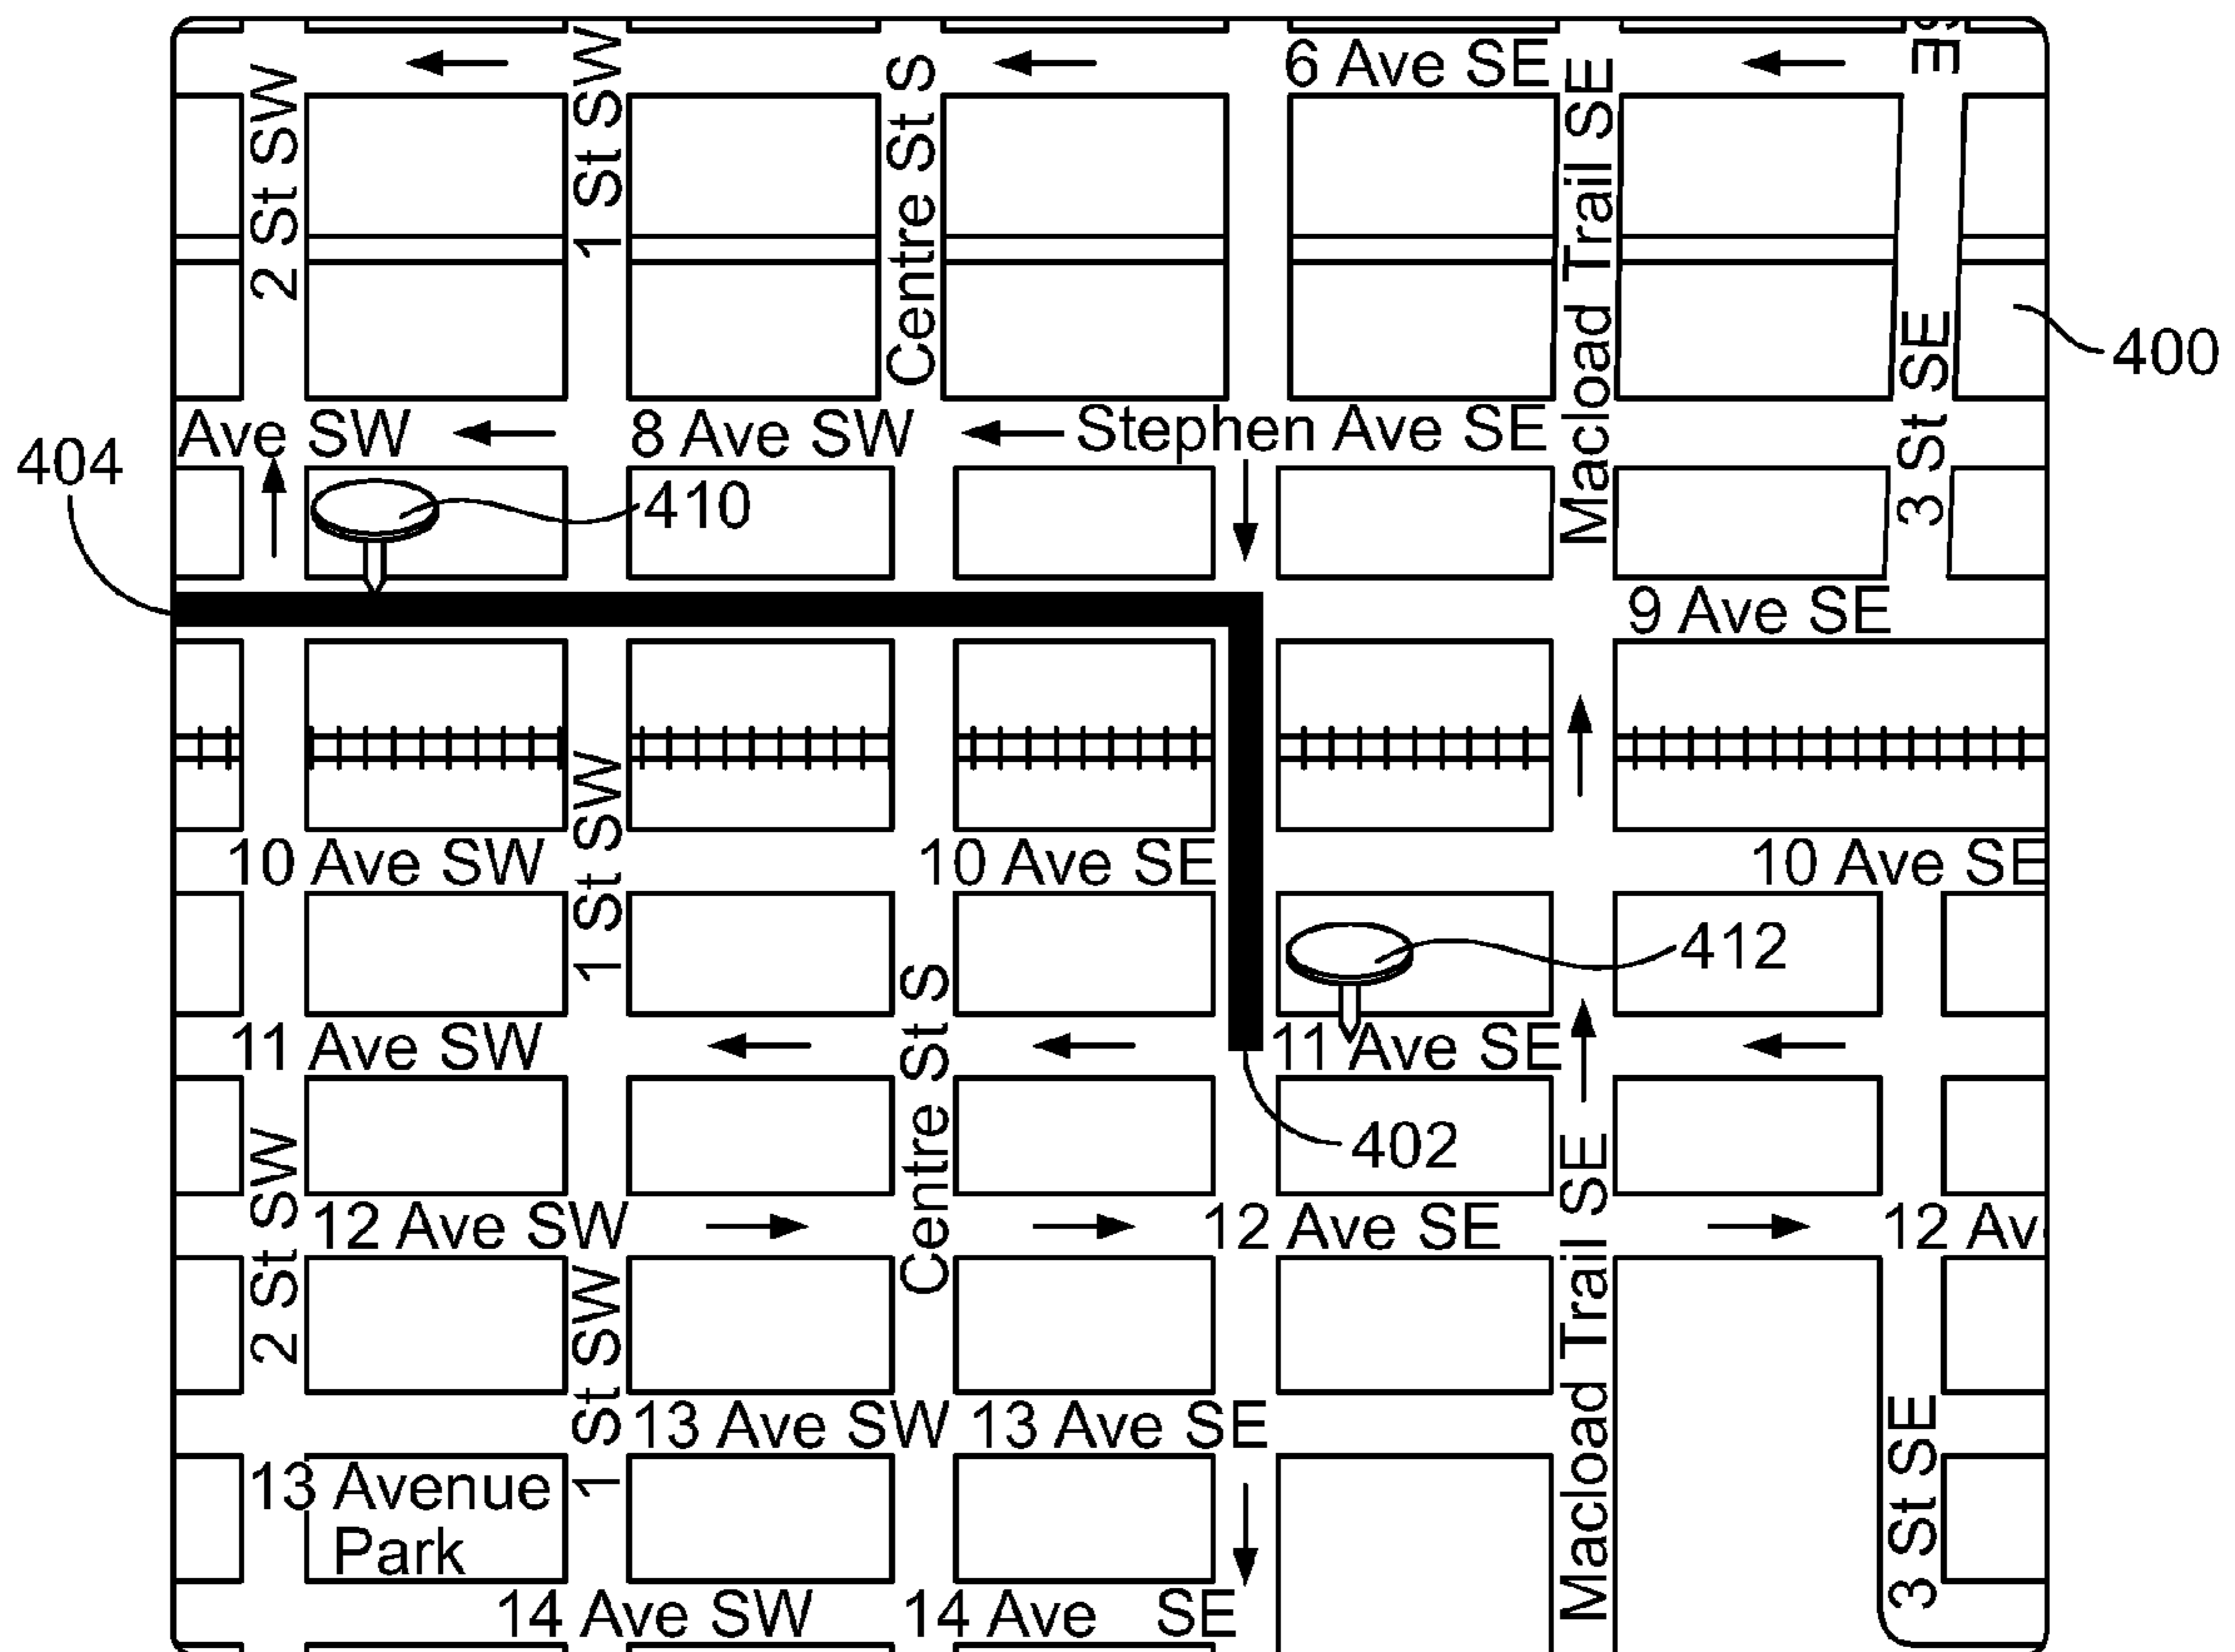 6 Ave SE
SE
2 St SW
1 St SW
Centre St S
Macload Trail SE
3 St SE
400
Ave SW
8 Ave SW
Stephen Ave SE
404
410
9 Ave SE
1 St SW
10 Ave SW
10 Ave SE
10 Ave SE
412
Centre St S
11 Ave SW
11 Ave SE
402
2 St SW
12 Ave SW
12 Ave SE
12 Av
Macload Trail SE
1 St SW
13 Ave SW
13 Ave SE
3 St SE
13 Avenue
Park
14 Ave SW
14 Ave SE